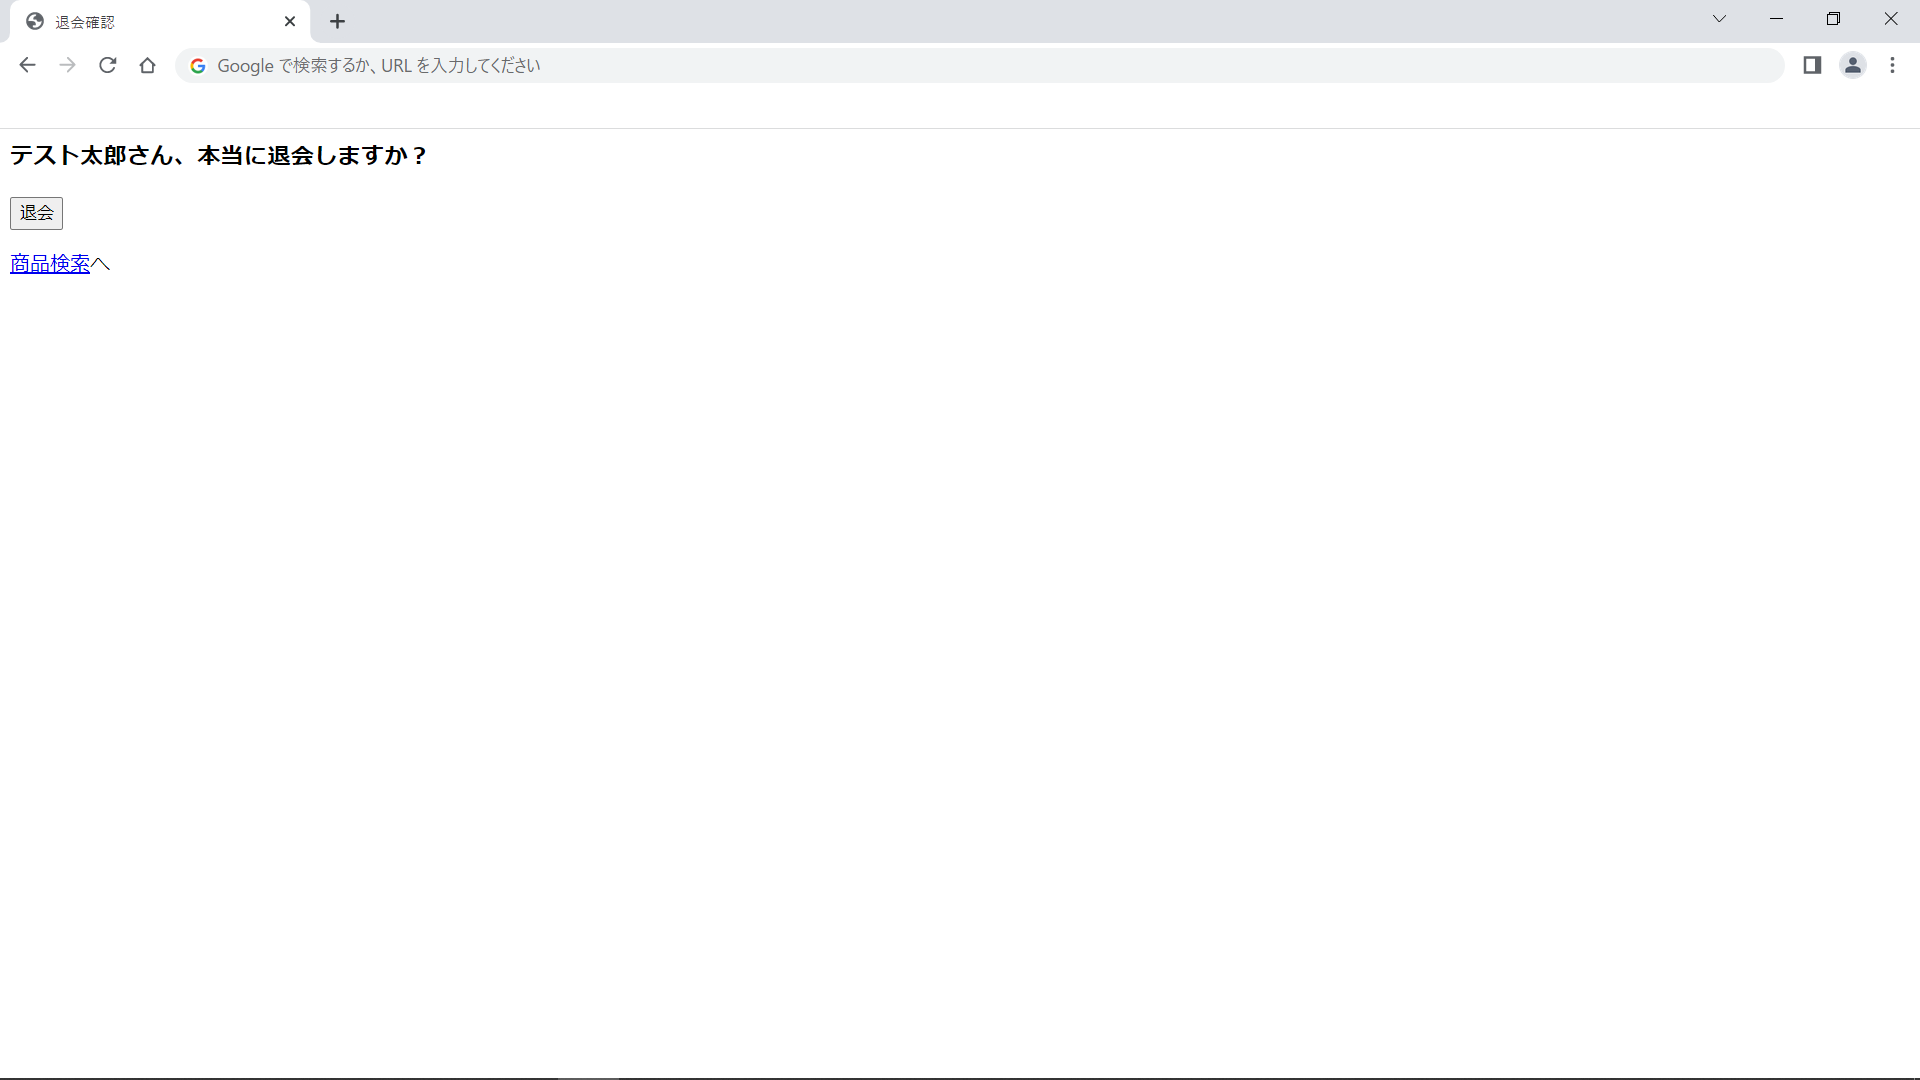 退会確認
Google で検索するか、URL を入力してください
テスト太郎さん、本当に退会しますか？
退会
商品検索へ